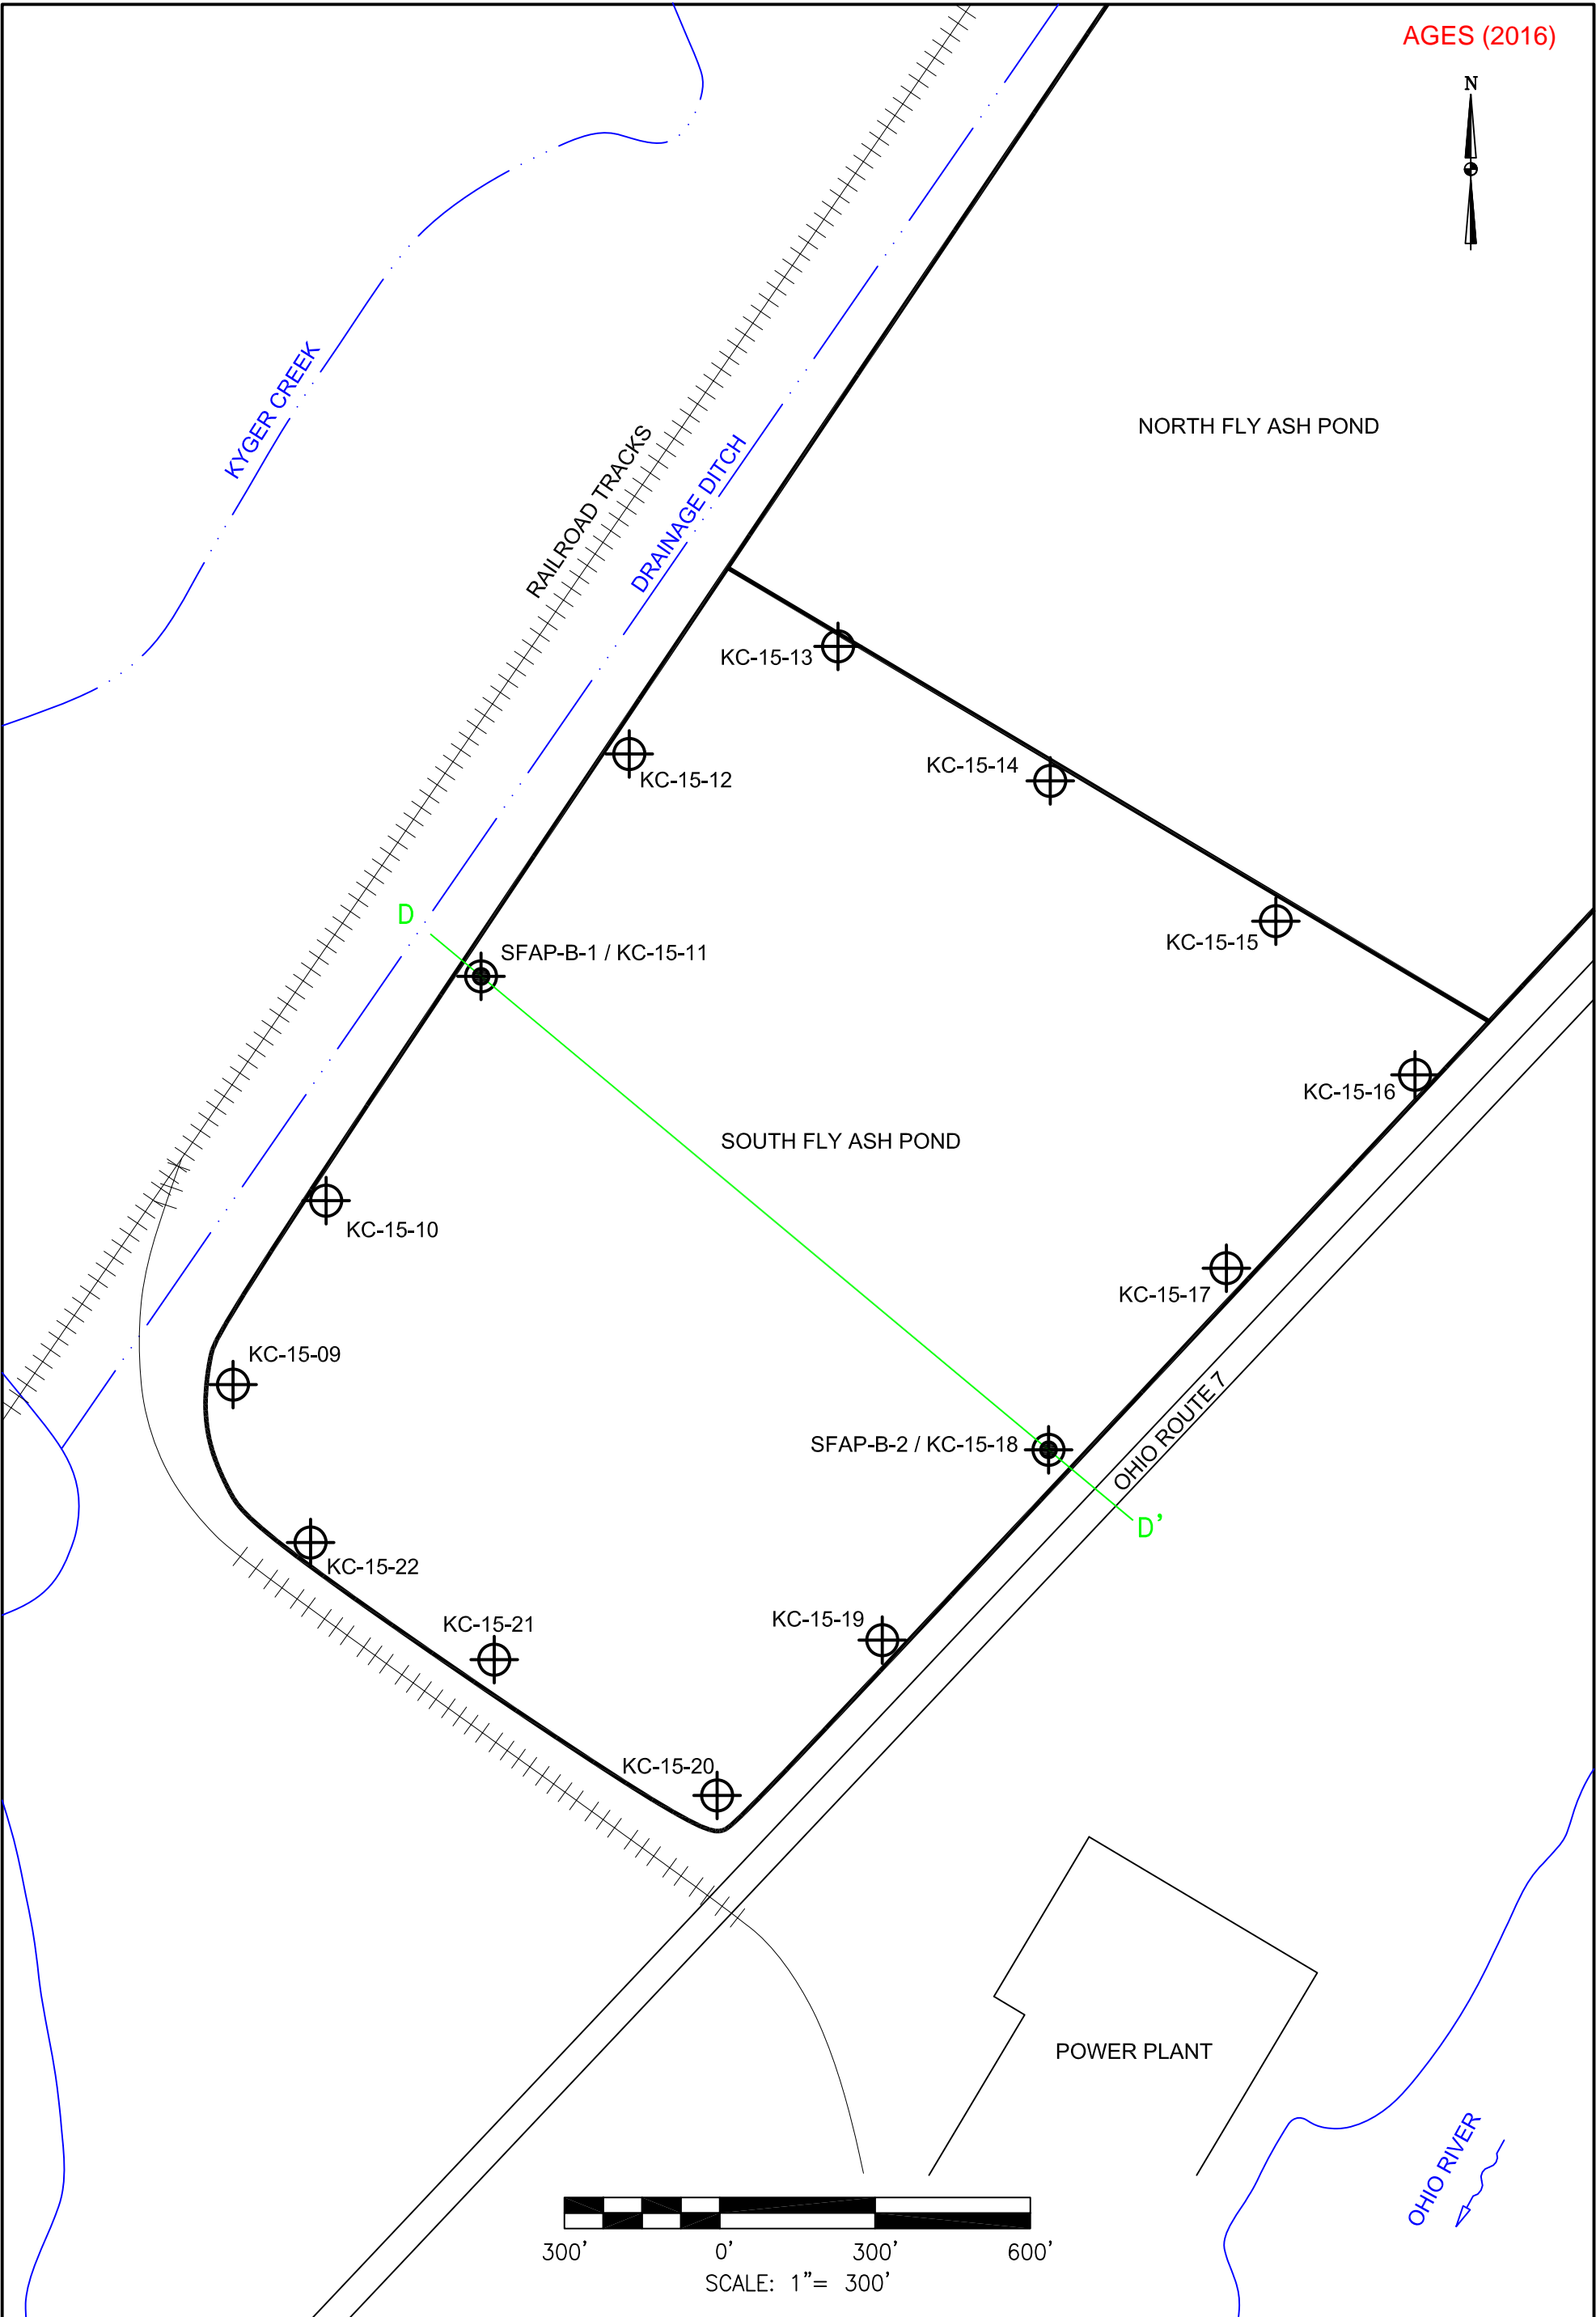 AGES (2016)
N
KYGER CREEK
NORTH FLY ASH POND
RAILROAD TRACKS
DRAINAGE DITCH
KC-15-13
KC-15-14
KC-15-12
D
KC-15-15
SFAP-B-1 / KC-15-11
KC-15-16
SOUTH FLY ASH POND
KC-15-10
KC-15-17
KC-15-09
OHIO ROUTE 7
SFAP-B-2 / KC-15-18
D'
KC-15-22
KC-15-21
KC-15-19
KC-15-20
POWER PLANT
OHIO RIVER
300' 0' 300' 600'
SCALE: 1"= 300'